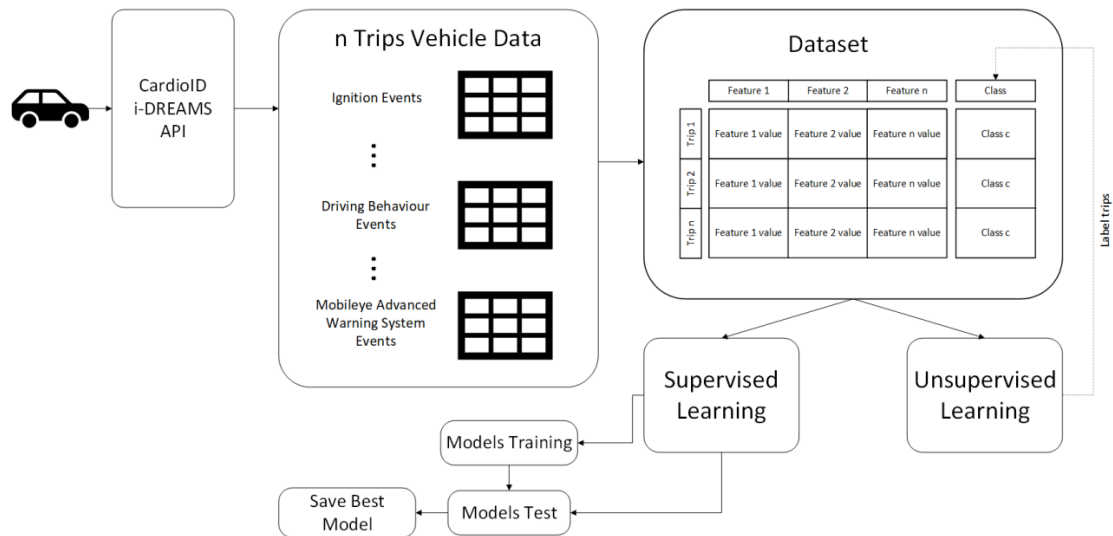 CardioID
i-DREAMS
API
n Trips Vehicle Data
Ignition Events
Driving Behaviour
Events
Mobileye Advanced
Warning System
Events
Dataset
Feature 1 Feature 2 Feature n Class
Trip 1 Feature 1 value Feature 2 value Feature n value Class c
Trip 2 Feature 1 value Feature 2 value Feature n value Class c
Trip n Feature 1 value Feature 2 value Feature n value Class c
Label trips
Supervised
Learning
Unsupervised
Learning
Models Training
Models Test
Save Best
Model